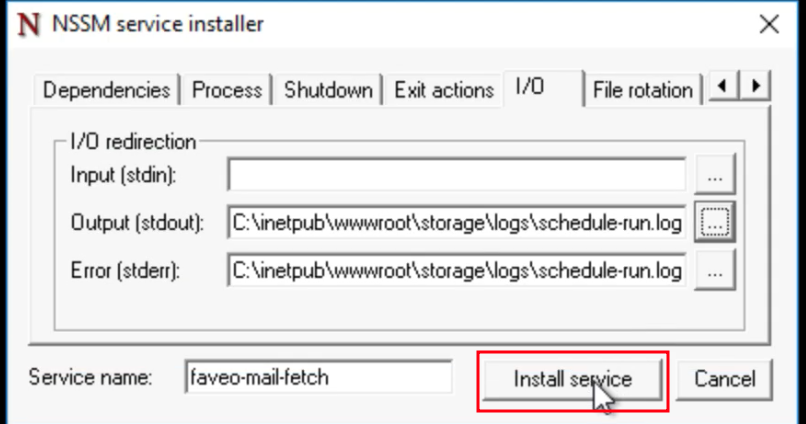 N NSSM service installer
Dependencies Process Shutdown Exit actions I/O File rotation
I/O redirection
Input (stdin): ...
Output (stdout): C:\inetpub\wwwroot\storage\logs\schedule-run.log ...
Error (stderr): C:\inetpub\wwwroot\storage\logs\schedule-run.log ...
Service name: faveo-mail-fetch Install service Cancel